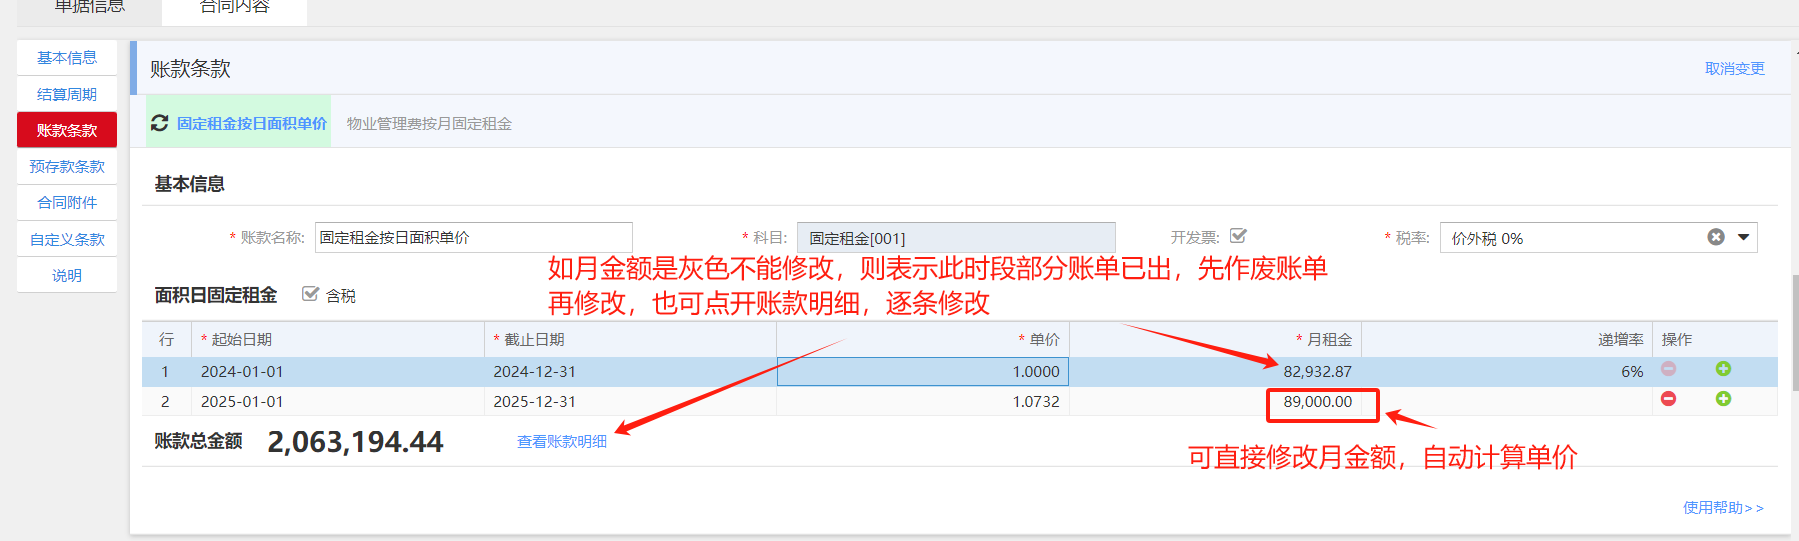 单据信息
合同内容
基本信息
结算周期
账款条款
预存款条款
合同附件
自定义条款
说明
账款条款
取消变更
固定租金按日面积单价
物业管理费按月固定租金
基本信息
* 账款名称: 固定租金按日面积单价
* 科目: 固定租金[001]
开发票:
* 税率: 价外税 0%
如月金额是灰色不能修改，则表示此时段部分账单已出，先作废账单
再修改，也可点开账款明细，逐条修改
面积日固定租金 含税
行 * 起始日期 * 截止日期 * 单价 * 月租金 递增率 操作
1 2024-01-01 2024-12-31 1.0000 82,932.87 6%
2 2025-01-01 2025-12-31 1.0732 89,000.00
账款总金额 2,063,194.44 查看账款明细
可直接修改月金额，自动计算单价
使用帮助>>